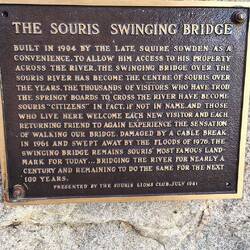 THE SOURIS SWINGING BRIDGE
BUILT IN 1904 BY THE LATE SQUIRE SOWDEN AS A
CONVENIENCE, TO ALLOW HIM ACCESS TO HIS PROPERTY
ACROSS THE RIVER, THE SWINGING BRIDGE OVER THE
SOURIS RIVER HAS BECOME THE CENTRE OF SOURIS OVER
THE YEARS. THE THOUSANDS OF VISITORS WHO HAVE TROD
THE SPRINGY BOARDS TO CROSS THE RIVER HAVE BECOME
SOURIS "CITIZENS" IN FACT, IF NOT IN NAME. AND THOSE
WHO LIVE HERE WELCOME EACH NEW VISITOR AND EACH
RETURNING FRIEND TO AGAIN EXPERIENCE THE SENSATION
OF WALKING OUR BRIDGE. DAMAGED BY A CABLE BREAK
IN 1961 AND SWEPT AWAY BY THE FLOODS OF 1976, THE
SWINGING BRIDGE REMAINS SOURIS' MOST FAMOUS LAND
MARK FOR TODAY... BRIDGING THE RIVER FOR NEARLY A
CENTURY AND REMAINING TO DO THE SAME FOR THE NEXT
100 YEARS.
PRESENTED BY THE SOURIS LIONS CLUB, JULY 1981